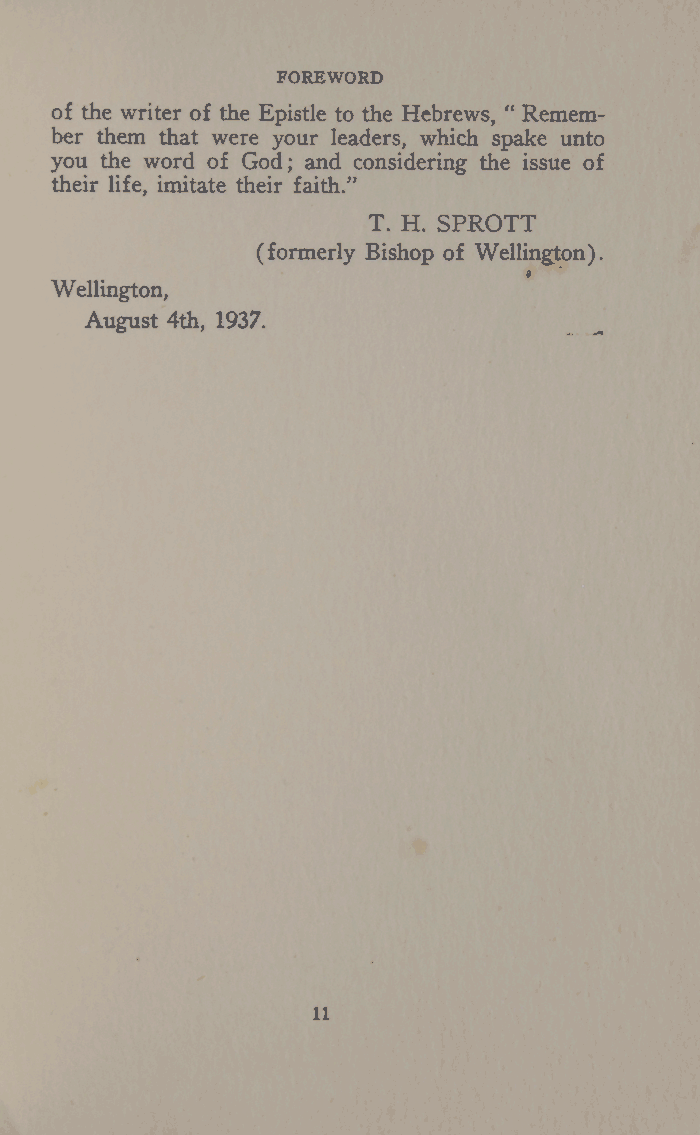 FOREWORD
of the writer of the Epistle to the Hebrews, “ Remem-
ber them that were your leaders, which spake unto
you the word of God ; and considering the issue of
their life, imitate their faith.”
T. H. SPROTT
(formerly Bishop of Wellington).
Wellington,
August 4th, 1937.
11